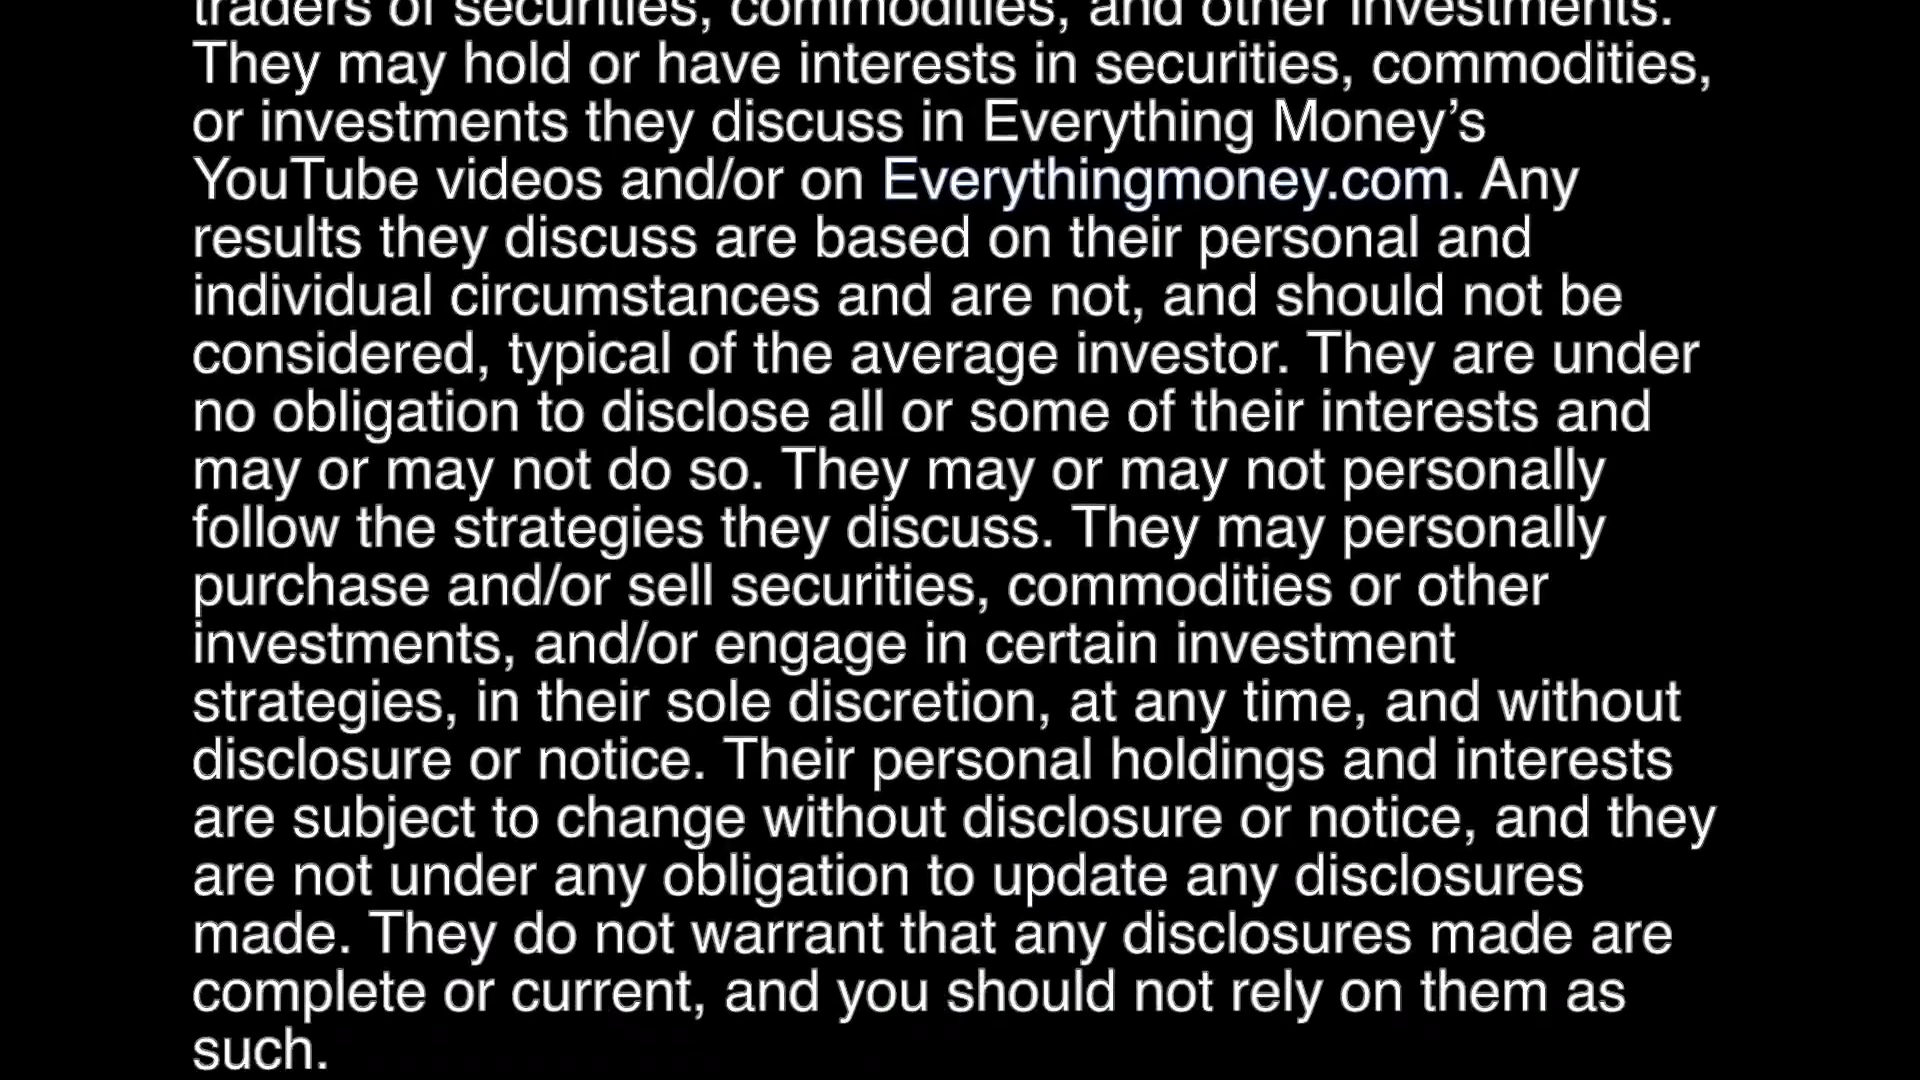 traders of securities, commodities, and other investments.
They may hold or have interests in securities, commodities,
or investments they discuss in Everything Money’s
YouTube videos and/or on Everythingmoney.com. Any
results they discuss are based on their personal and
individual circumstances and are not, and should not be
considered, typical of the average investor. They are under
no obligation to disclose all or some of their interests and
may or may not do so. They may or may not personally
follow the strategies they discuss. They may personally
purchase and/or sell securities, commodities or other
investments, and/or engage in certain investment
strategies, in their sole discretion, at any time, and without
disclosure or notice. Their personal holdings and interests
are subject to change without disclosure or notice, and they
are not under any obligation to update any disclosures
made. They do not warrant that any disclosures made are
complete or current, and you should not rely on them as
such.